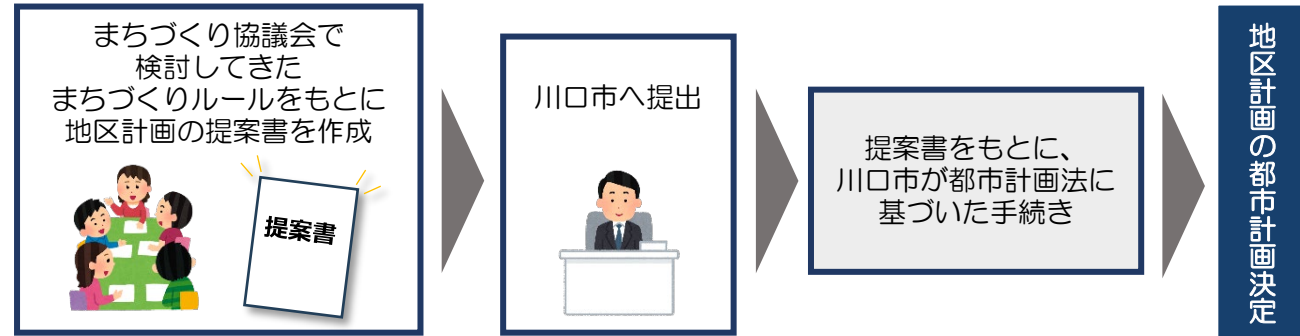 まちづくり協議会で
検討してきた
まちづくりルールをもとに
地区計画の提案書を作成
提案書
川口市へ提出
提案書をもとに、
川口市が都市計画法に
基づいた手続き
地区計画の都市計画決定